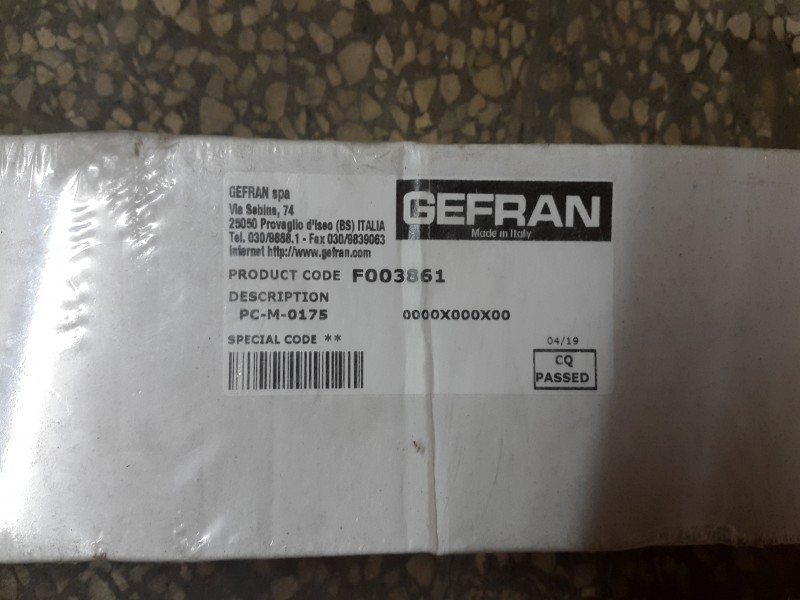 GEFRAN spa
Via Sebina, 74
25050 Provaglio d'Iseo (BS) ITALIA
Tel. 030/9888.1 - Fax 030/9839063
Internet http://www.gefran.com
GEFRAN
Made in Italy
PRODUCT CODE F003861
DESCRIPTION
PC-M-0175 0000X000X00
SPECIAL CODE **
04/19
CQ
PASSED